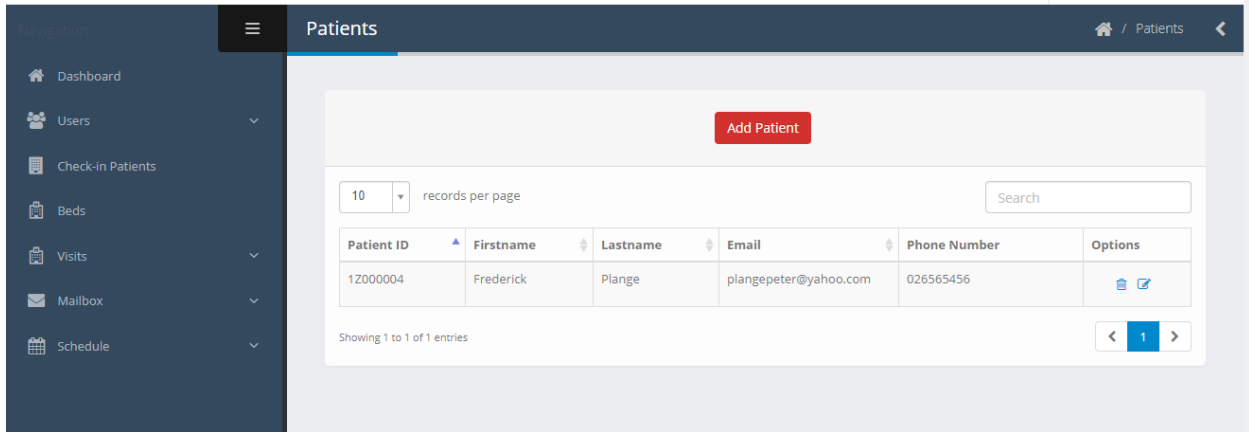 Navigation
Patients
/ Patients
Dashboard
Users
Check-in Patients
Beds
Visits
Mailbox
Schedule
Add Patient
10 records per page
Search
Patient ID Firstname Lastname Email Phone Number Options
1Z000004 Frederick Plange plangepeter@yahoo.com 026565456
Showing 1 to 1 of 1 entries
1